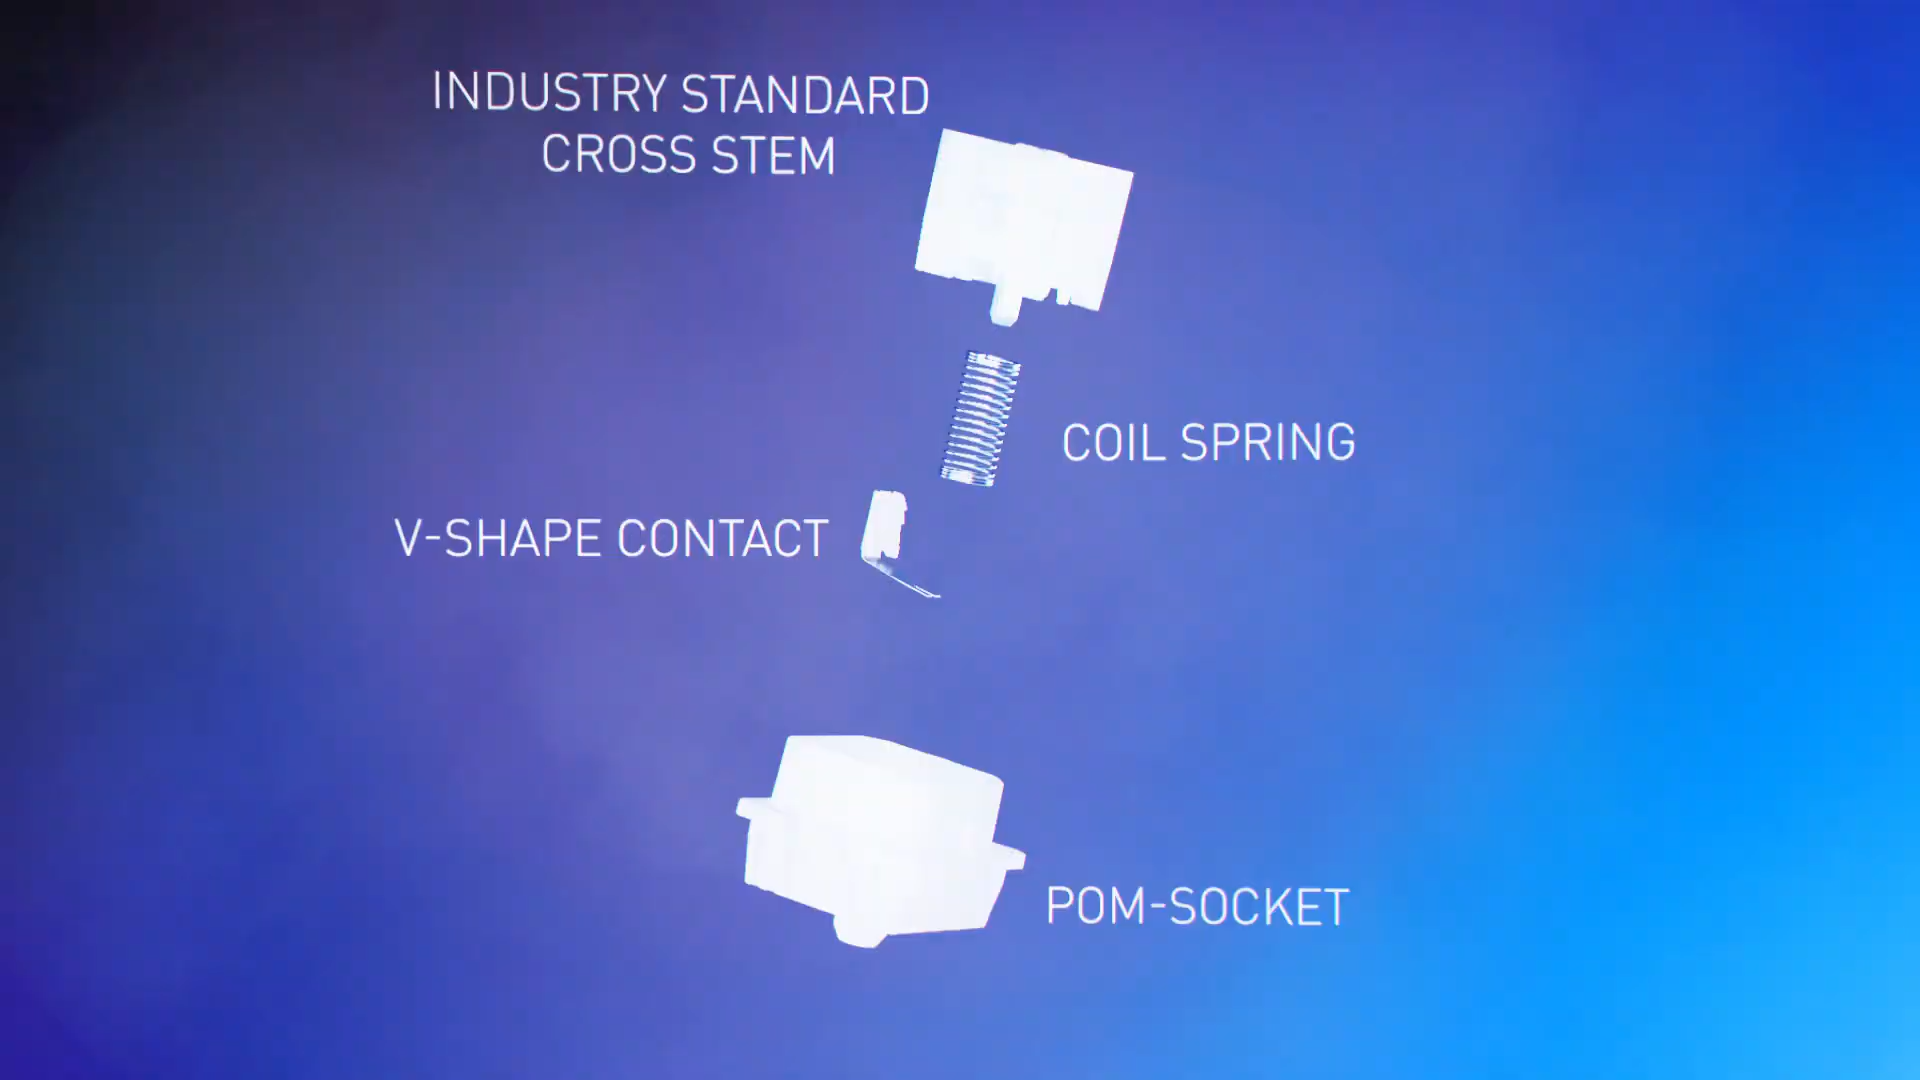 INDUSTRY STANDARD
CROSS STEM
COIL SPRING
V-SHAPE CONTACT
POM-SOCKET